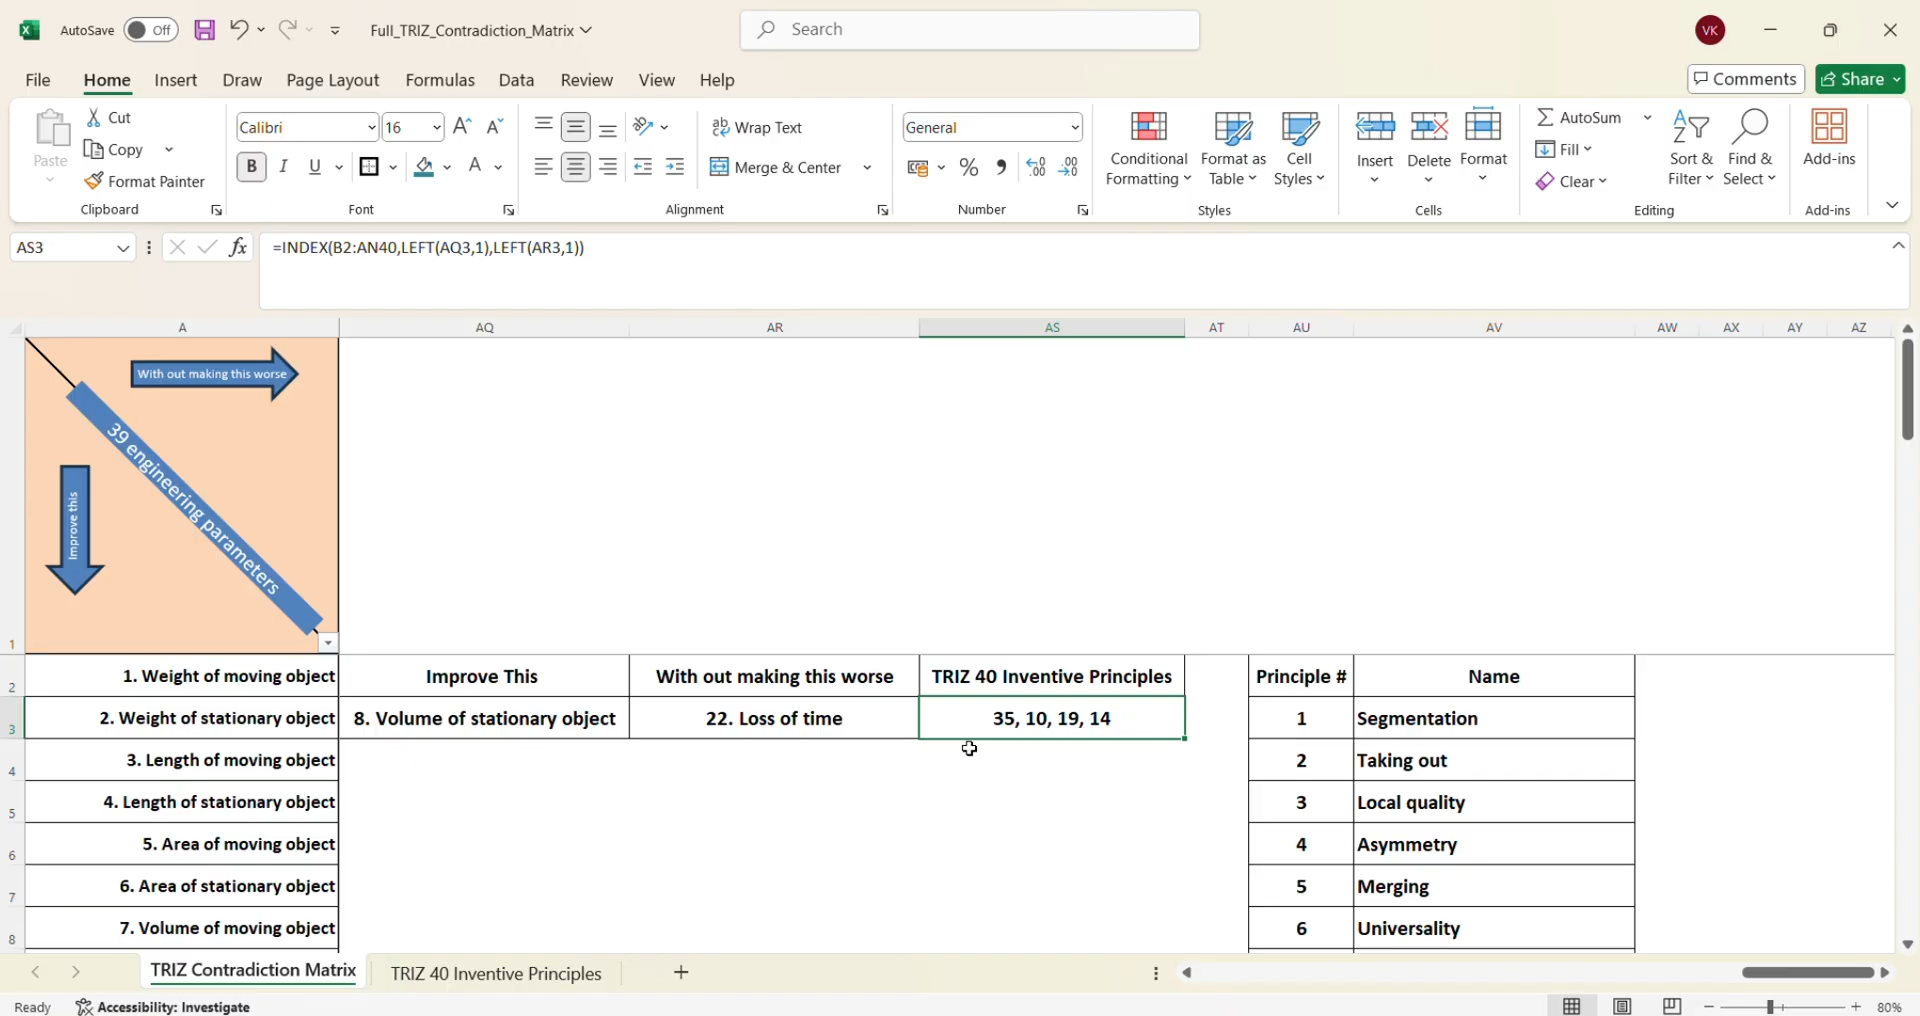 AutoSave Off Full_TRIZ_Contradiction_Matrix Search VK
File Home Insert Draw Page Layout Formulas Data Review View Help Comments Share
Paste Cut Copy Format Painter Clipboard
Calibri 16 B I U A Font
Wrap Text Merge & Center Alignment
General % Number
Conditional Formatting Format as Table Cell Styles Styles
Insert Delete Format Cells
AutoSum Fill Clear Sort & Filter Find & Select Editing
Add-ins Add-ins
AS3 fx =INDEX(B2:AN40,LEFT(AQ3,1),LEFT(AR3,1))
A AQ AR AS AT AU AV AW AX AY AZ
With out making this worse
39 engineering parameters
Improve this
1
2 1. Weight of moving object Improve This With out making this worse TRIZ 40 Inventive Principles Principle # Name
3 2. Weight of stationary object 8. Volume of stationary object 22. Loss of time 35, 10, 19, 14 1 Segmentation
4 3. Length of moving object 2 Taking out
5 4. Length of stationary object 3 Local quality
6 5. Area of moving object 4 Asymmetry
7 6. Area of stationary object 5 Merging
8 7. Volume of moving object 6 Universality
TRIZ Contradiction Matrix TRIZ 40 Inventive Principles
Ready Accessibility: Investigate 80%